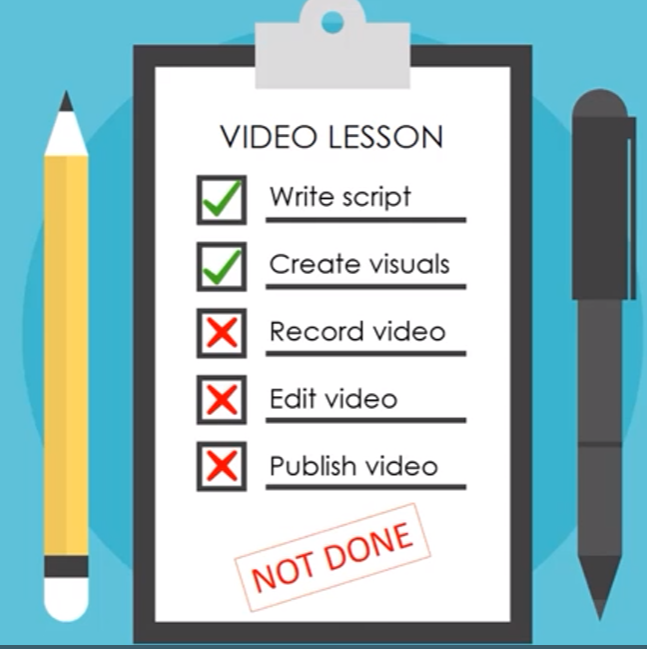 VIDEO LESSON
Write script
Create visuals
Record video
Edit video
Publish video
NOT DONE